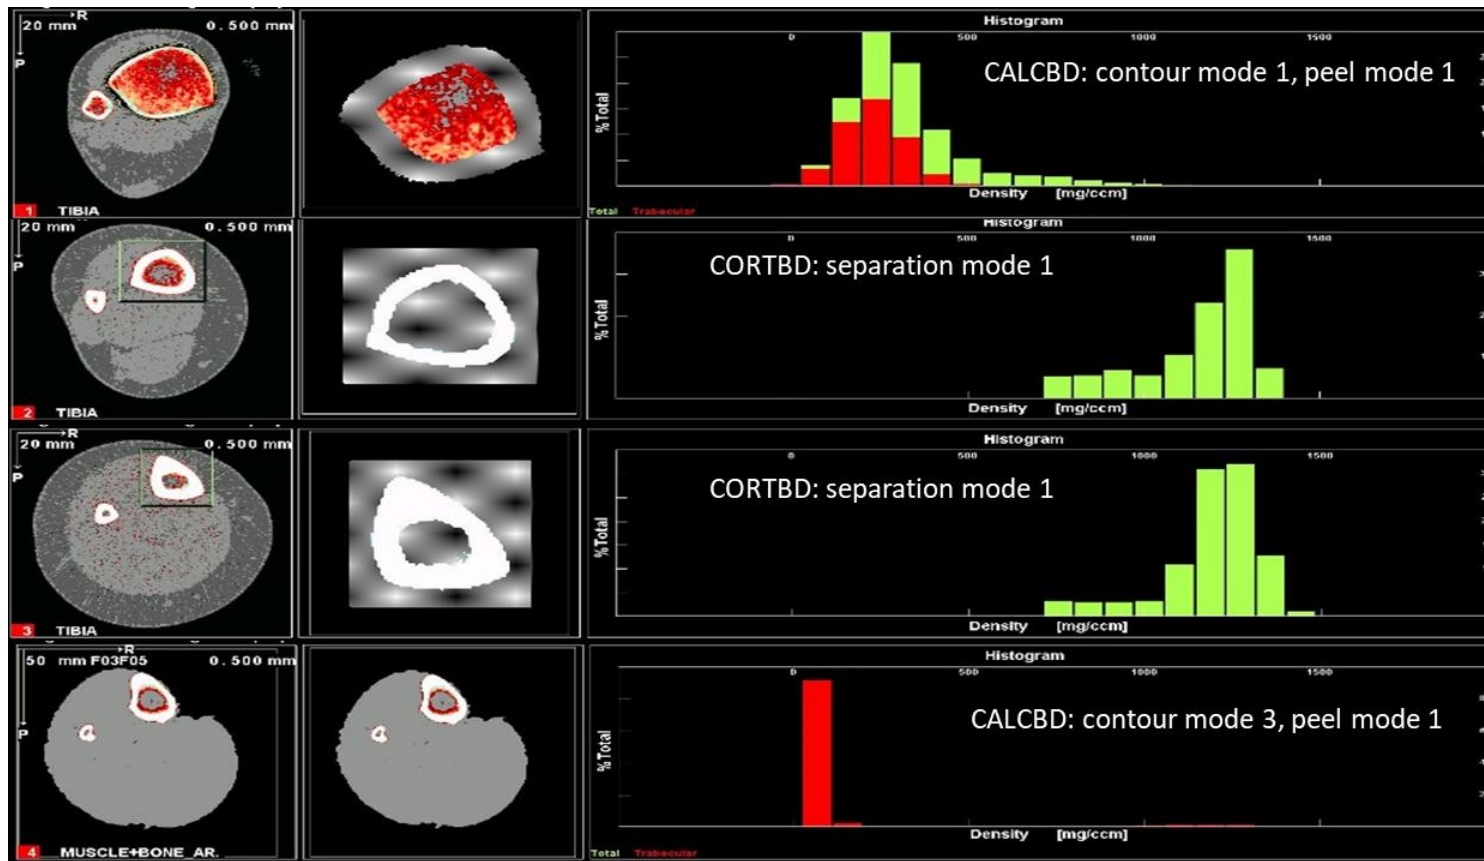 R
20 mm 0.500 mm
P
1 TIBIA
Histogram
0 500 1000 1500
CALCBD: contour mode 1, peel mode 1
%Total
Density [mg/ccm]
Total Trabecular
20 mm 0.500 mm
P
2 TIBIA
Histogram
0 500 1000 1500
CORTBD: separation mode 1
%Total
Density [mg/ccm]
R
20 mm 0.500 mm
P
3 TIBIA
Histogram
0 500 1000 1500
CORTBD: separation mode 1
%Total
Density [mg/ccm]
R
50 mm F03F05 0.500 mm
P
4 MUSCLE+BONE AR.
Histogram
0 500 1000 1500
CALCBD: contour mode 3, peel mode 1
%Total
Density [mg/ccm]
Total Trabecular